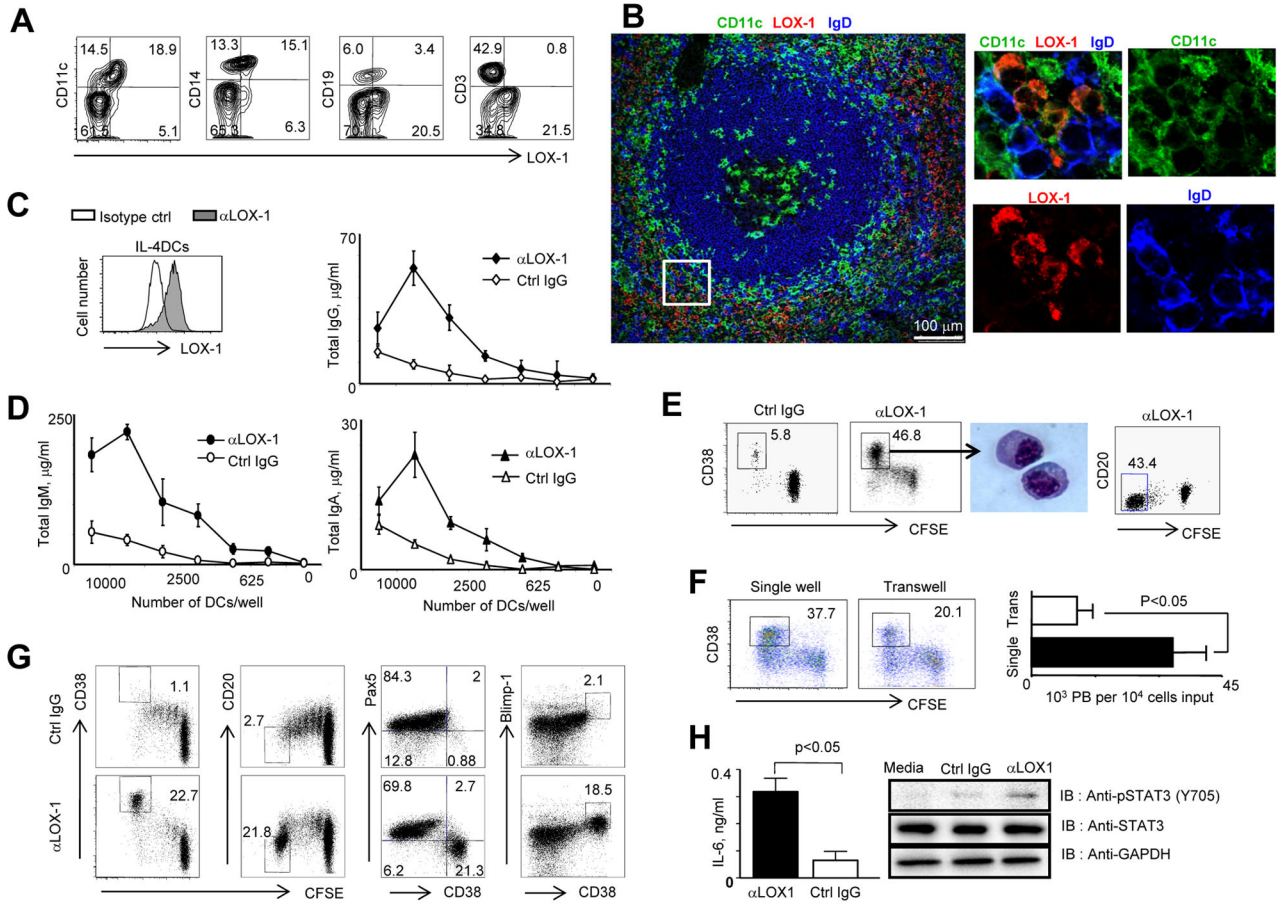 A
14.5 18.9
CD11c
61.5 5.1
13.3 15.1
CD14
65.3 6.3
6.0 3.4
CD19
20.5
42.9 0.8
CD3
34.8 21.5
LOX-1
B
CD11c LOX-1 IgD
100 μm
CD11c LOX-1 IgD
CD11c
LOX-1
IgD
C
Isotype ctrl αLOX-1
IL-4DCs
Cell number
LOX-1
70
Total IgG, μg/ml
αLOX-1
Ctrl IgG
0
D
250
Total IgM, μg/ml
αLOX-1
Ctrl IgG
0
10000 2500 625 0
Number of DCs/well
30
Total IgA, μg/ml
αLOX-1
Ctrl IgG
0
10000 2500 625 0
Number of DCs/well
E
Ctrl IgG
5.8
CD38
αLOX-1
46.8
CFSE
αLOX-1
CD20
43.4
CFSE
F
Single well
37.7
CD38
Transwell
20.1
CFSE
Single Trans
P<0.05
0 45
10³ PB per 10⁴ cells input
G
Ctrl IgG
CD38
1.1
CD20
2.7
Pax5
84.3 2
12.8 0.88
Blimp-1
2.1
αLOX-1
22.7
21.8
69.8 2.7
6.2 21.3
18.5
CFSE
CD38
CD38
H
p<0.05
0.4
IL-6, ng/ml
0
αLOX1 Ctrl IgG
Media Ctrl IgG αLOX1
IB : Anti-pSTAT3 (Y705)
IB : Anti-STAT3
IB : Anti-GAPDH